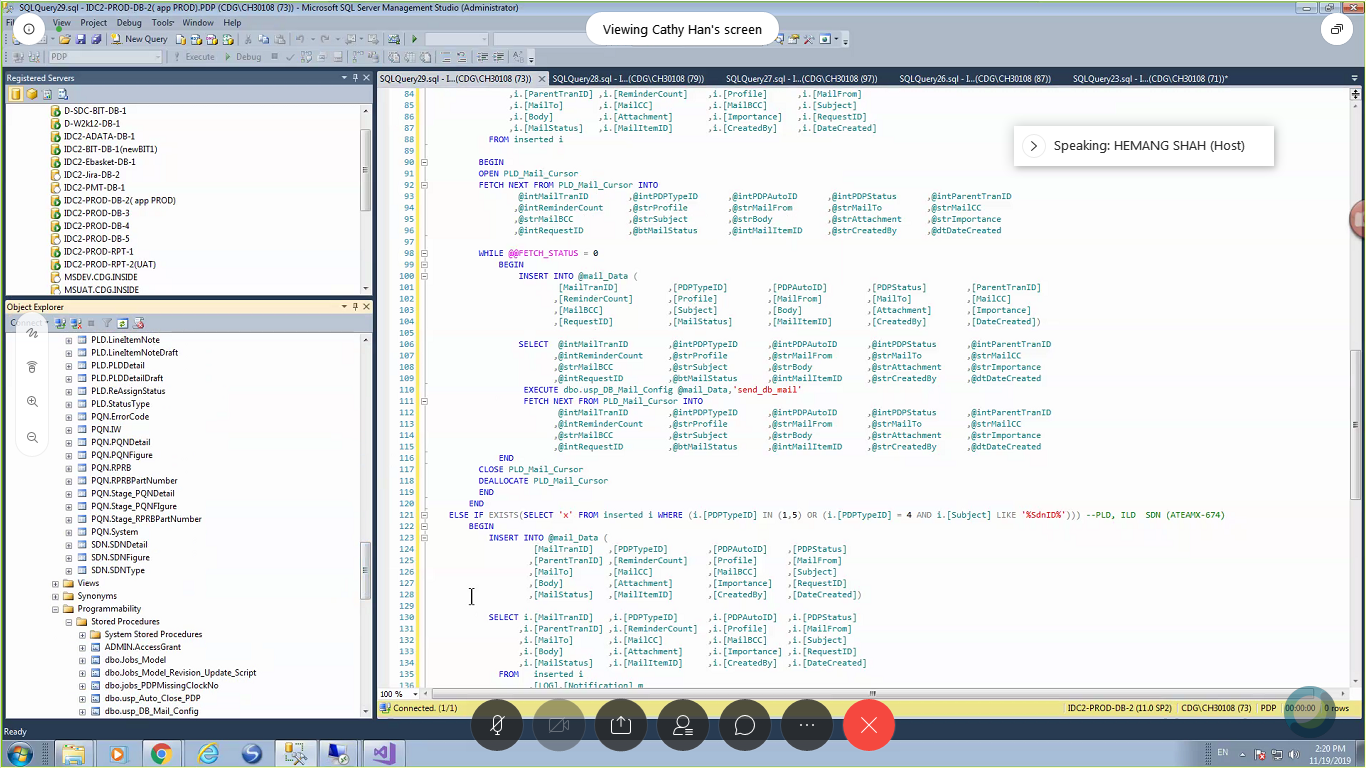 SQLQuery29.sql - IDC2-PROD-DB-2( app PROD).PDP (CDG\CH30108 (73)) - Microsoft SQL Server Management Studio (Administrator)
View Project Debug Tools Window Help
Viewing Cathy Han's screen
New Query
PDP Execute Debug
Registered Servers
D-SDC-BIT-DB-1
D-W2k12-DB-1
IDC2-ADATA-DB-1
IDC2-BIT-DB-1(newBIT1)
IDC2-Ebasket-DB-1
IDC2-Jira-DB-2
IDC2-PMT-DB-1
IDC2-PROD-DB-2( app PROD)
IDC2-PROD-DB-3
IDC2-PROD-DB-4
IDC2-PROD-DB-5
IDC2-PROD-RPT-1
IDC2-PROD-RPT-2(UAT)
MSDEV.CDG.INSIDE
MSUAT.CDG.INSIDE
Object Explorer
PLD.LineItemNote
PLD.LineItemNoteDraft
PLD.PLDDetail
PLD.PLDDetailDraft
PLD.ReAssignStatus
PLD.StatusType
PQN.ErrorCode
PQN.IW
PQN.PQNDetail
PQN.PQNFigure
PQN.RPRB
PQN.RPRBPartNumber
PQN.Stage_PQNDetail
PQN.Stage_PQNFIgure
PQN.Stage_RPRBPartNumber
PQN.System
SDN.SDNDetail
SDN.SDNFigure
SDN.SDNType
Views
Synonyms
Programmability
Stored Procedures
System Stored Procedures
ADMIN.AccessGrant
dbo.Jobs_Model
dbo.Jobs_Model_Revision_Update_Script
dbo.jobs_PDPMissingClockNo
dbo.usp_Auto_Close_PDP
dbo.usp_DB_Mail_Config
SQLQuery29.sql - I...(CDG\CH30108 (73)) SQLQuery28.sql - I...(CDG\CH30108 (79)) SQLQuery27.sql - I...(CDG\CH30108 (97)) SQLQuery26.sql - I...(CDG\CH30108 (87)) SQLQuery23.sql - I...(CDG\CH30108 (71))*
Speaking: HEMANG SHAH (Host)
84 ,i.[ParentTranID] ,i.[ReminderCount] ,i.[Profile] ,i.[MailFrom]
85 ,i.[MailTo] ,i.[MailCC] ,i.[MailBCC] ,i.[Subject]
86 ,i.[Body] ,i.[Attachment] ,i.[Importance] ,i.[RequestID]
87 ,i.[MailStatus] ,i.[MailItemID] ,i.[CreatedBy] ,i.[DateCreated]
88 FROM inserted i
89
90 BEGIN
91 OPEN PLD_Mail_Cursor
92 FETCH NEXT FROM PLD_Mail_Cursor INTO
93 @intMailTranID ,@intPDPTypeID ,@intPDPAutoID ,@intPDPStatus ,@intParentTranID
94 ,@intReminderCount ,@strProfile ,@strMailFrom ,@strMailTo ,@strMailCC
95 ,@strMailBCC ,@strSubject ,@strBody ,@strAttachment ,@strImportance
96 ,@intRequestID ,@btMailStatus ,@intMailItemID ,@strCreatedBy ,@dtDateCreated
97
98 WHILE @@FETCH_STATUS = 0
99 BEGIN
100 INSERT INTO @mail_Data (
101 [MailTranID] ,[PDPTypeID] ,[PDPAutoID] ,[PDPStatus] ,[ParentTranID]
102 ,[ReminderCount] ,[Profile] ,[MailFrom] ,[MailTo] ,[MailCC]
103 ,[MailBCC] ,[Subject] ,[Body] ,[Attachment] ,[Importance]
104 ,[RequestID] ,[MailStatus] ,[MailItemID] ,[CreatedBy] ,[DateCreated])
105
106 SELECT @intMailTranID ,@intPDPTypeID ,@intPDPAutoID ,@intPDPStatus ,@intParentTranID
107 ,@intReminderCount ,@strProfile ,@strMailFrom ,@strMailTo ,@strMailCC
108 ,@strMailBCC ,@strSubject ,@strBody ,@strAttachment ,@strImportance
109 ,@intRequestID ,@btMailStatus ,@intMailItemID ,@strCreatedBy ,@dtDateCreated
110 EXECUTE dbo.usp_DB_Mail_Config @mail_Data,'send_db_mail'
111 FETCH NEXT FROM PLD_Mail_Cursor INTO
112 @intMailTranID ,@intPDPTypeID ,@intPDPAutoID ,@intPDPStatus ,@intParentTranID
113 ,@intReminderCount ,@strProfile ,@strMailFrom ,@strMailTo ,@strMailCC
114 ,@strMailBCC ,@strSubject ,@strBody ,@strAttachment ,@strImportance
115 ,@intRequestID ,@btMailStatus ,@intMailItemID ,@strCreatedBy ,@dtDateCreated
116 END
117 CLOSE PLD_Mail_Cursor
118 DEALLOCATE PLD_Mail_Cursor
119 END
120 END
121 ELSE IF EXISTS(SELECT 'x' FROM inserted i WHERE (i.[PDPTypeID] IN (1,5) OR (i.[PDPTypeID] = 4 AND i.[Subject] LIKE '%SdnID%'))) --PLD, ILD SDN (ATEAMX-674)
122 BEGIN
123 INSERT INTO @mail_Data (
124 [MailTranID] ,[PDPTypeID] ,[PDPAutoID] ,[PDPStatus]
125 ,[ParentTranID] ,[ReminderCount] ,[Profile] ,[MailFrom]
126 ,[MailTo] ,[MailCC] ,[MailBCC] ,[Subject]
127 ,[Body] ,[Attachment] ,[Importance] ,[RequestID]
128 ,[MailStatus] ,[MailItemID] ,[CreatedBy] ,[DateCreated])
129
130 SELECT i.[MailTranID] ,i.[PDPTypeID] ,i.[PDPAutoID] ,i.[PDPStatus]
131 ,i.[ParentTranID] ,i.[ReminderCount] ,i.[Profile] ,i.[MailFrom]
132 ,i.[MailTo] ,i.[MailCC] ,i.[MailBCC] ,i.[Subject]
133 ,i.[Body] ,i.[Attachment] ,i.[Importance] ,i.[RequestID]
134 ,i.[MailStatus] ,i.[MailItemID] ,i.[CreatedBy] ,i.[DateCreated]
135 FROM inserted i
136 ,[LOG].[Notification] m
100 %
Connected. (1/1) IDC2-PROD-DB-2 (11.0 SP2) CDG\CH30108 (73) PDP 00:00:00 0 rows
Ready
EN 2:20 PM
11/19/2019